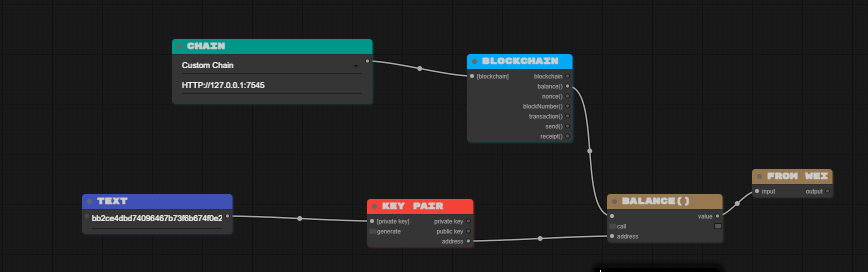 CHAIN
Custom Chain
HTTP://127.0.0.1:7545
BLOCKCHAIN
[blockchain] blockchain
balance()
nonce()
blockNumber()
transaction()
send()
receipt()
TEXT
bb2ce4dbd74096467b73f6b674f0e2
KEY PAIR
[private key] private key
generate public key
address
BALANCE()
value
call
address
FROM WEI
input output